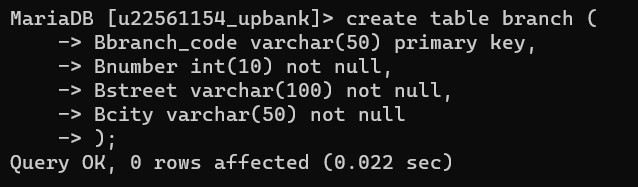 MariaDB [u22561154_upbank]> create table branch (
    -> Bbranch_code varchar(50) primary key,
    -> Bnumber int(10) not null,
    -> Bstreet varchar(100) not null,
    -> Bcity varchar(50) not null
    -> );
Query OK, 0 rows affected (0.022 sec)